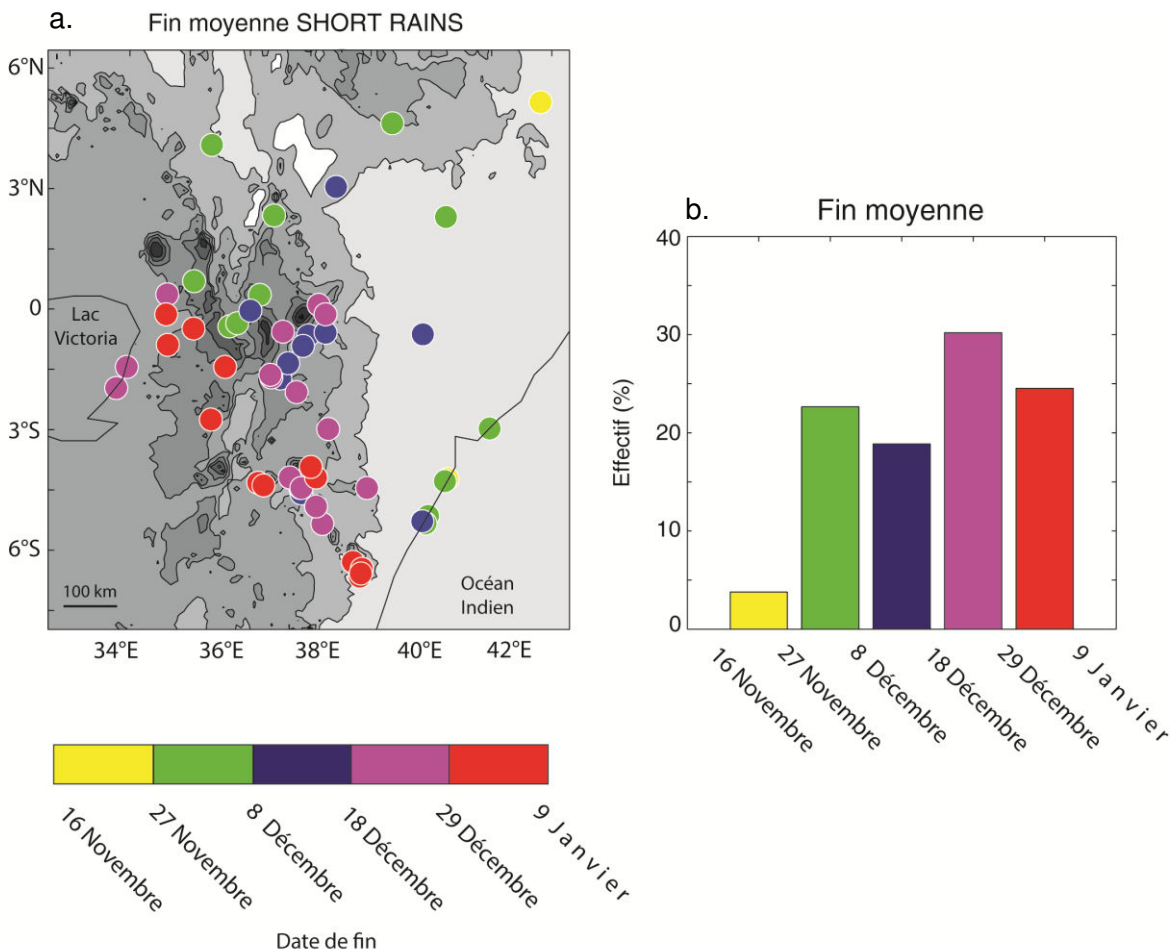 a.
Fin moyenne SHORT RAINS
6°N
3°N
0
3°S
6°S
Lac
Victoria
100 km
Océan
Indien
34°E 36°E 38°E 40°E 42°E
16 Novembre
27 Novembre
8 Décembre
18 Décembre
29 Décembre
9 Janvier
Date de fin
b.
Fin moyenne
Effectif (%)
40
30
20
10
0
16 Novembre
27 Novembre
8 Décembre
18 Décembre
29 Décembre
9 Janvier